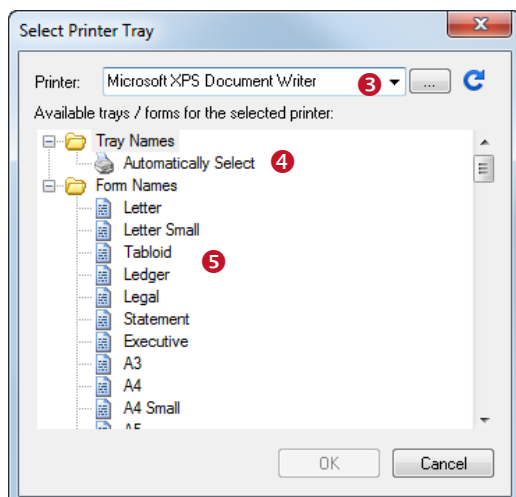 Select Printer Tray
Printer: Microsoft XPS Document Writer 3 ...
Available trays / forms for the selected printer:
Tray Names
Automatically Select 4
Form Names
Letter
Letter Small
Tabloid
5
Ledger
Legal
Statement
Executive
A3
A4
A4 Small
A5
OK Cancel